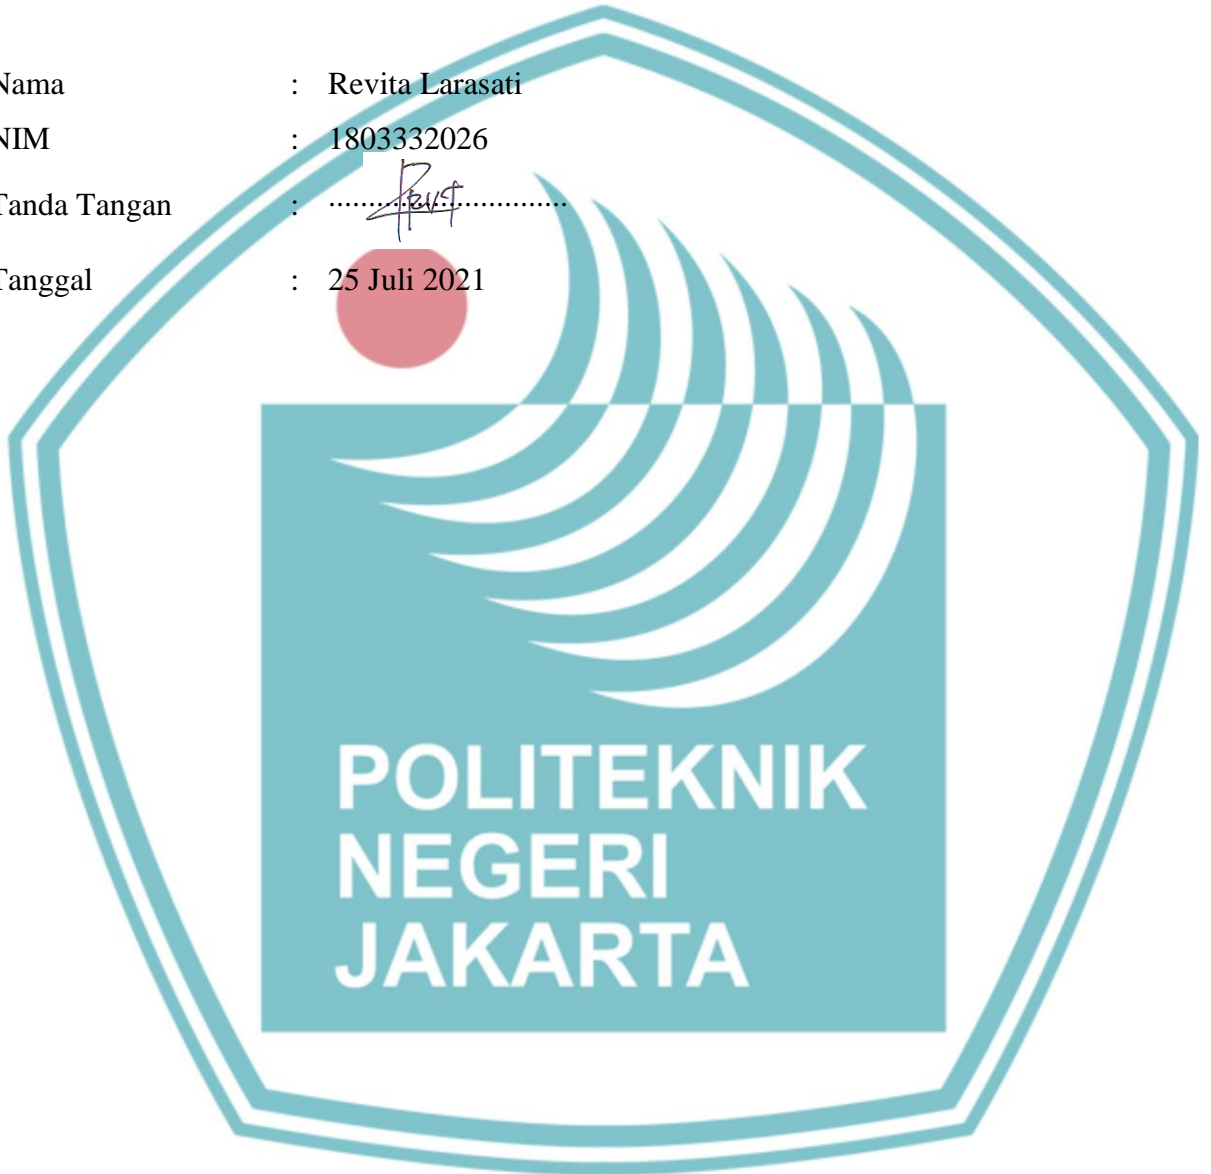 Nama : Revita Larasati
NIM : 1803332026
Tanda Tangan : ..............................
Tanggal : 25 Juli 2021
POLITEKNIK
NEGERI
JAKARTA